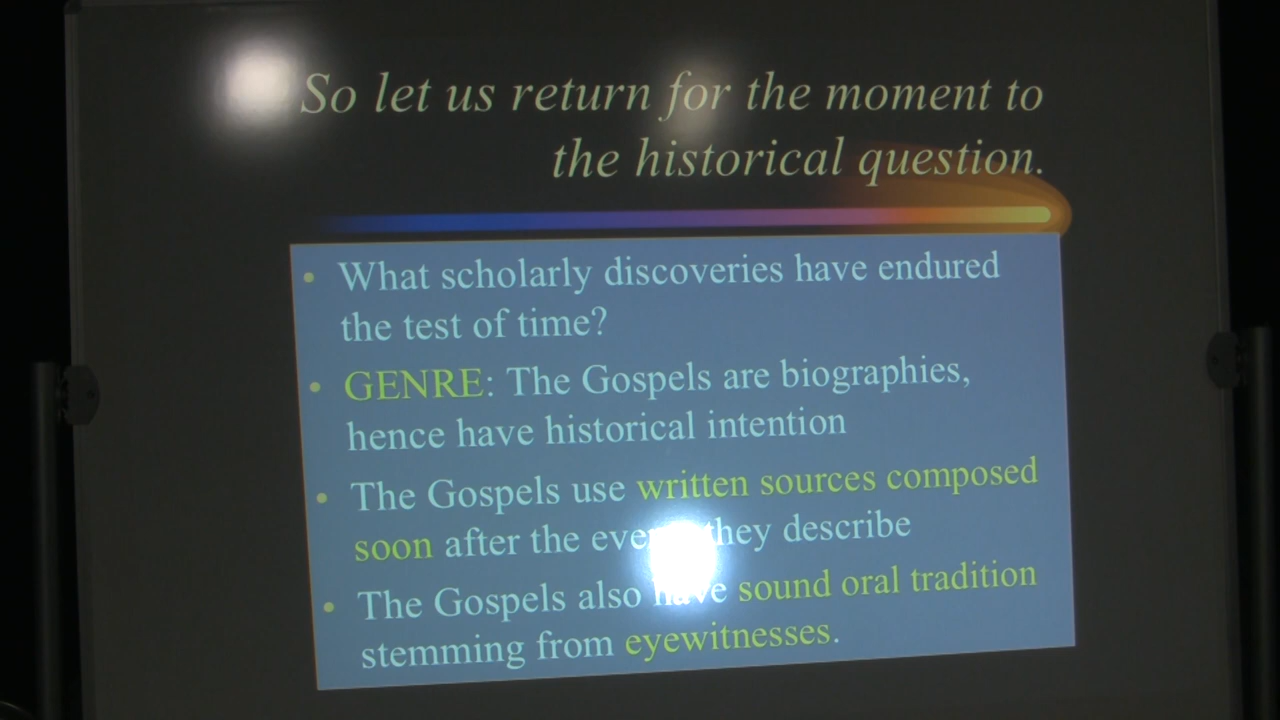 So let us return for the moment to
the historical question.
• What scholarly discoveries have endured
the test of time?
• GENRE: The Gospels are biographies,
hence have historical intention
• The Gospels use written sources composed
soon after the they describe
• The Gospels also have sound oral tradition
stemming from eyewitnesses.